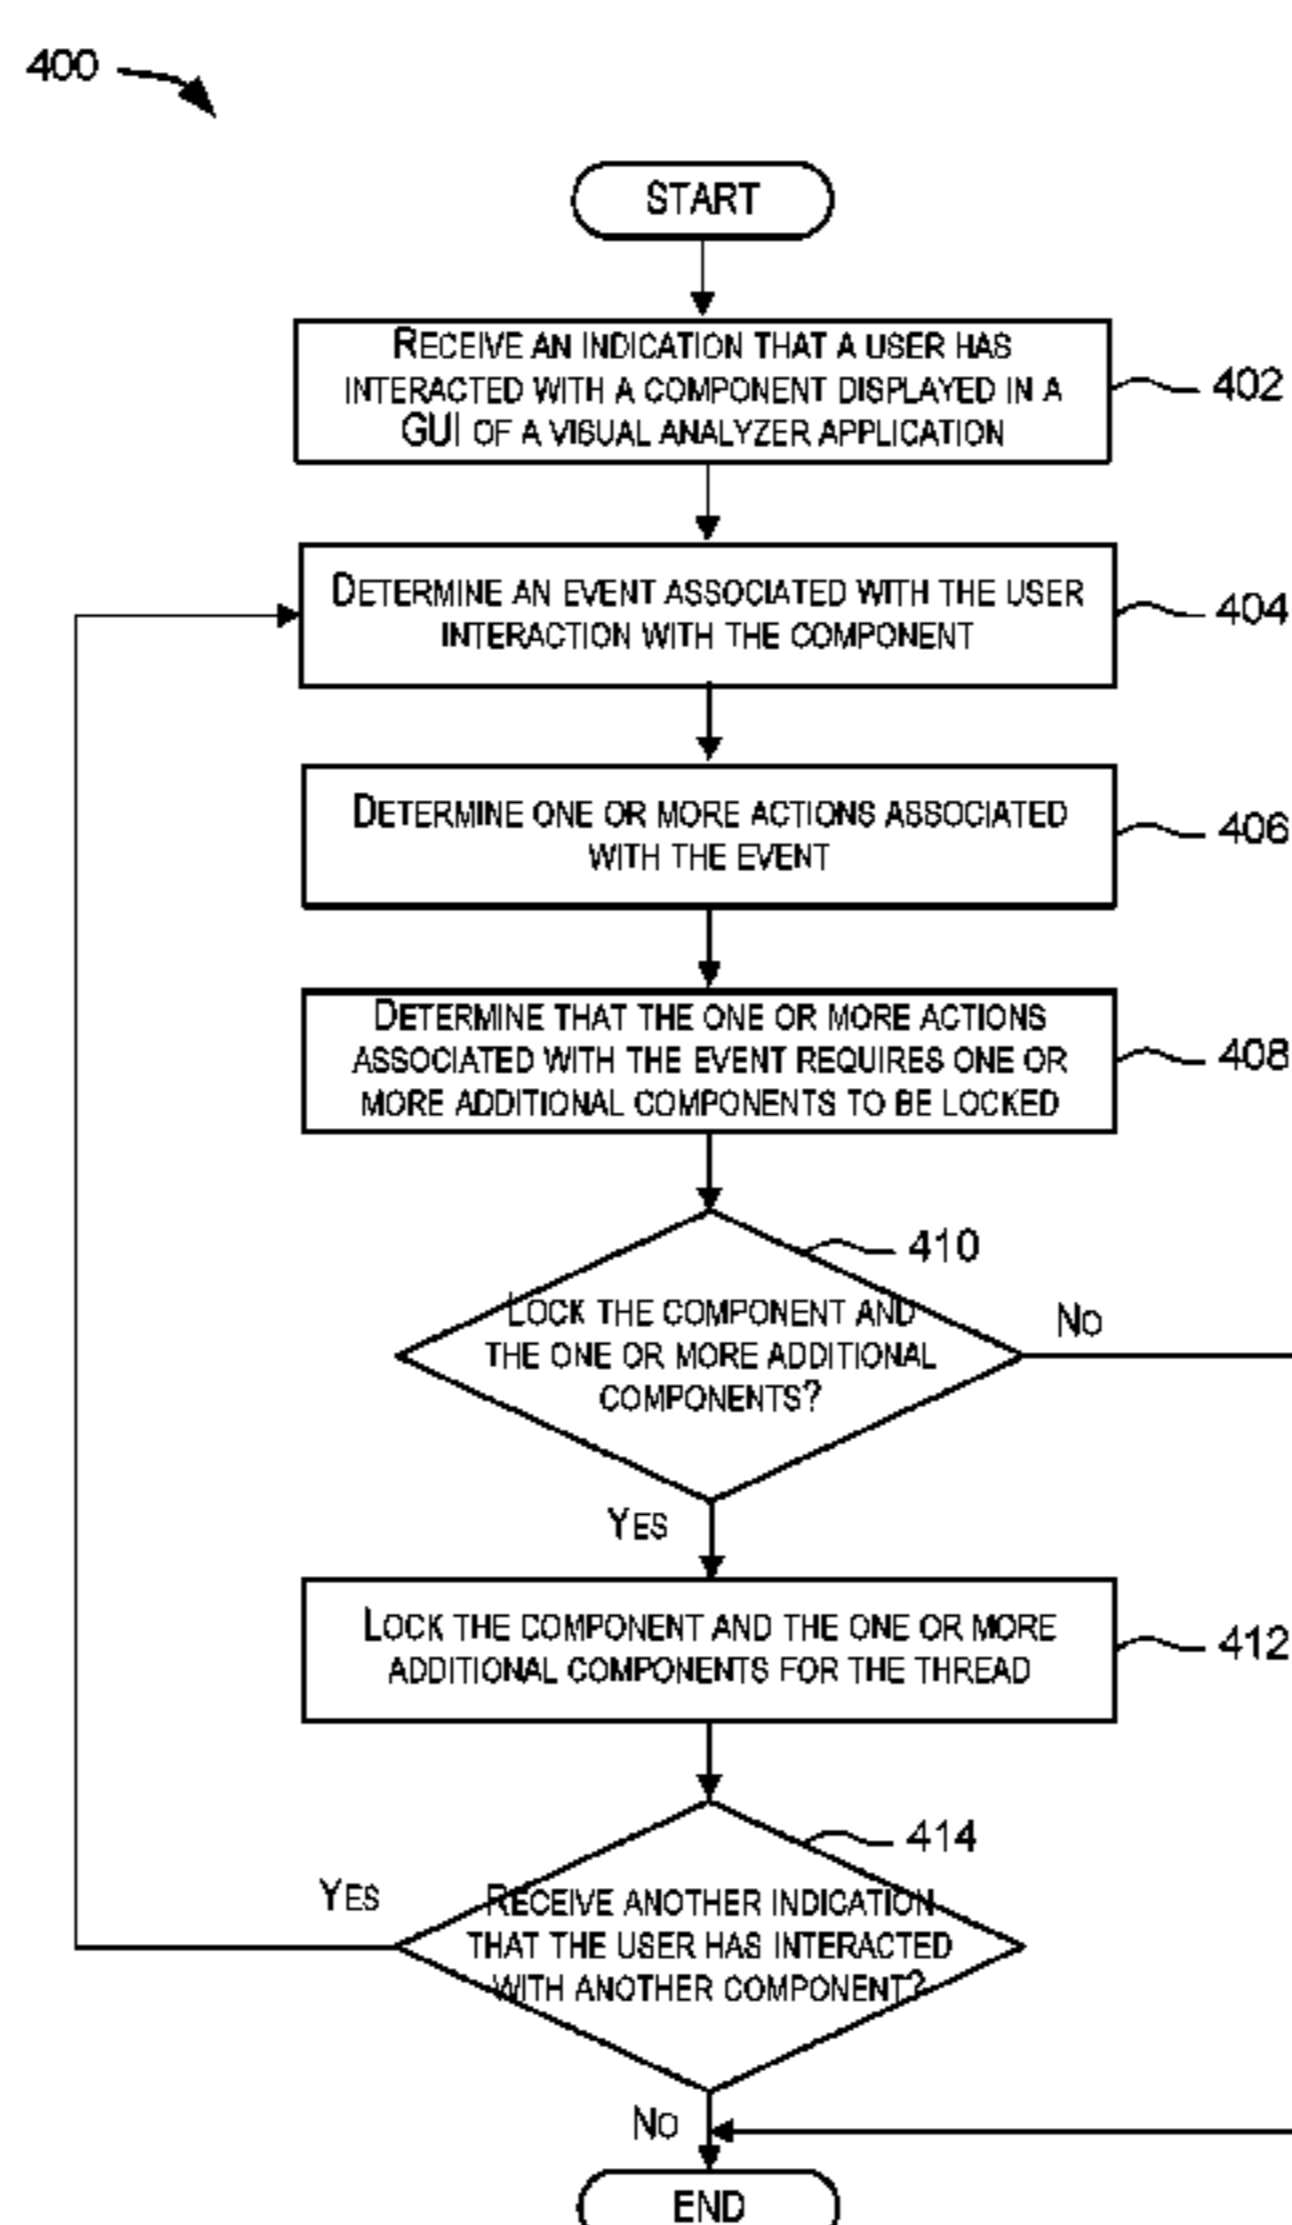 400
START
RECEIVE AN INDICATION THAT A USER HAS
INTERACTED WITH A COMPONENT DISPLAYED IN A
GUI OF A VISUAL ANALYZER APPLICATION
402
DETERMINE AN EVENT ASSOCIATED WITH THE USER
INTERACTION WITH THE COMPONENT
404
DETERMINE ONE OR MORE ACTIONS ASSOCIATED
WITH THE EVENT
406
DETERMINE THAT THE ONE OR MORE ACTIONS
ASSOCIATED WITH THE EVENT REQUIRES ONE OR
MORE ADDITIONAL COMPONENTS TO BE LOCKED
408
410
LOCK THE COMPONENT AND
THE ONE OR MORE ADDITIONAL
COMPONENTS?
NO
YES
LOCK THE COMPONENT AND THE ONE OR MORE
ADDITIONAL COMPONENTS FOR THE THREAD
412
414
YES
RECEIVE ANOTHER INDICATION
THAT THE USER HAS INTERACTED
WITH ANOTHER COMPONENT?
NO
END